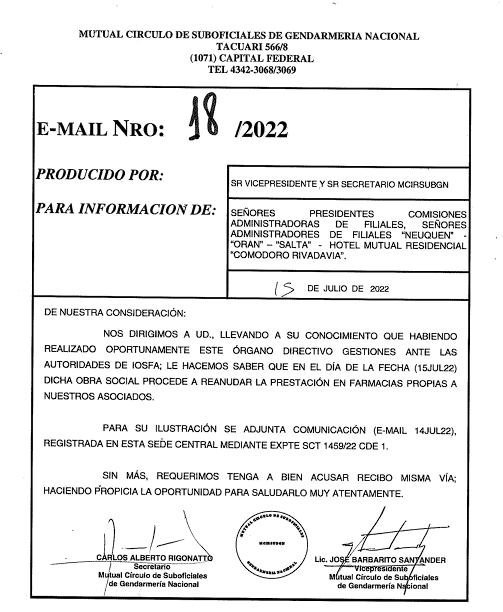 MUTUAL CIRCULO DE SUBOFICIALES DE GENDARMERIA NACIONAL
TACUARI 566/8
(1071) CAPITAL FEDERAL
TEL 4342-3068/3069
E-MAIL NRO: 18 /2022
PRODUCIDO POR:
SR VICEPRESIDENTE Y SR SECRETARIO MCIRSUBGN
PARA INFORMACION DE:
SEÑORES PRESIDENTES COMISIONES
ADMINISTRADORAS DE FILIALES, SEÑORES
ADMINISTRADORES DE FILIALES "NEUQUEN" -
"ORAN" – "SALTA" - HOTEL MUTUAL RESIDENCIAL
"COMODORO RIVADAVIA".
15 DE JULIO DE 2022
DE NUESTRA CONSIDERACIÓN:
NOS DIRIGIMOS A UD., LLEVANDO A SU CONOCIMIENTO QUE HABIENDO
REALIZADO OPORTUNAMENTE ESTE ÓRGANO DIRECTIVO GESTIONES ANTE LAS
AUTORIDADES DE IOSFA; LE HACEMOS SABER QUE EN EL DÍA DE LA FECHA (15JUL22)
DICHA OBRA SOCIAL PROCEDE A REANUDAR LA PRESTACIÓN EN FARMACIAS PROPIAS A
NUESTROS ASOCIADOS.
PARA SU ILUSTRACIÓN SE ADJUNTA COMUNICACIÓN (E-MAIL 14JUL22),
REGISTRADA EN ESTA SEDE CENTRAL MEDIANTE EXPTE SCT 1459/22 CDE 1.
SIN MÁS, REQUERIMOS TENGA A BIEN ACUSAR RECIBO MISMA VÍA;
HACIENDO PROPICIA LA OPORTUNIDAD PARA SALUDARLO MUY ATENTAMENTE.
CARLOS ALBERTO RIGONATTO
Secretario
Mutual Círculo de Suboficiales
de Gendarmería Nacional
MUTUAL CIRCULO DE SUBOFICIALES
MCIRSUBGN
GENDARMERIA NACIONAL
Lic. JOSÉ BARBARITO SANTANDER
Vicepresidente
Mutual Círculo de Suboficiales
de Gendarmería Nacional